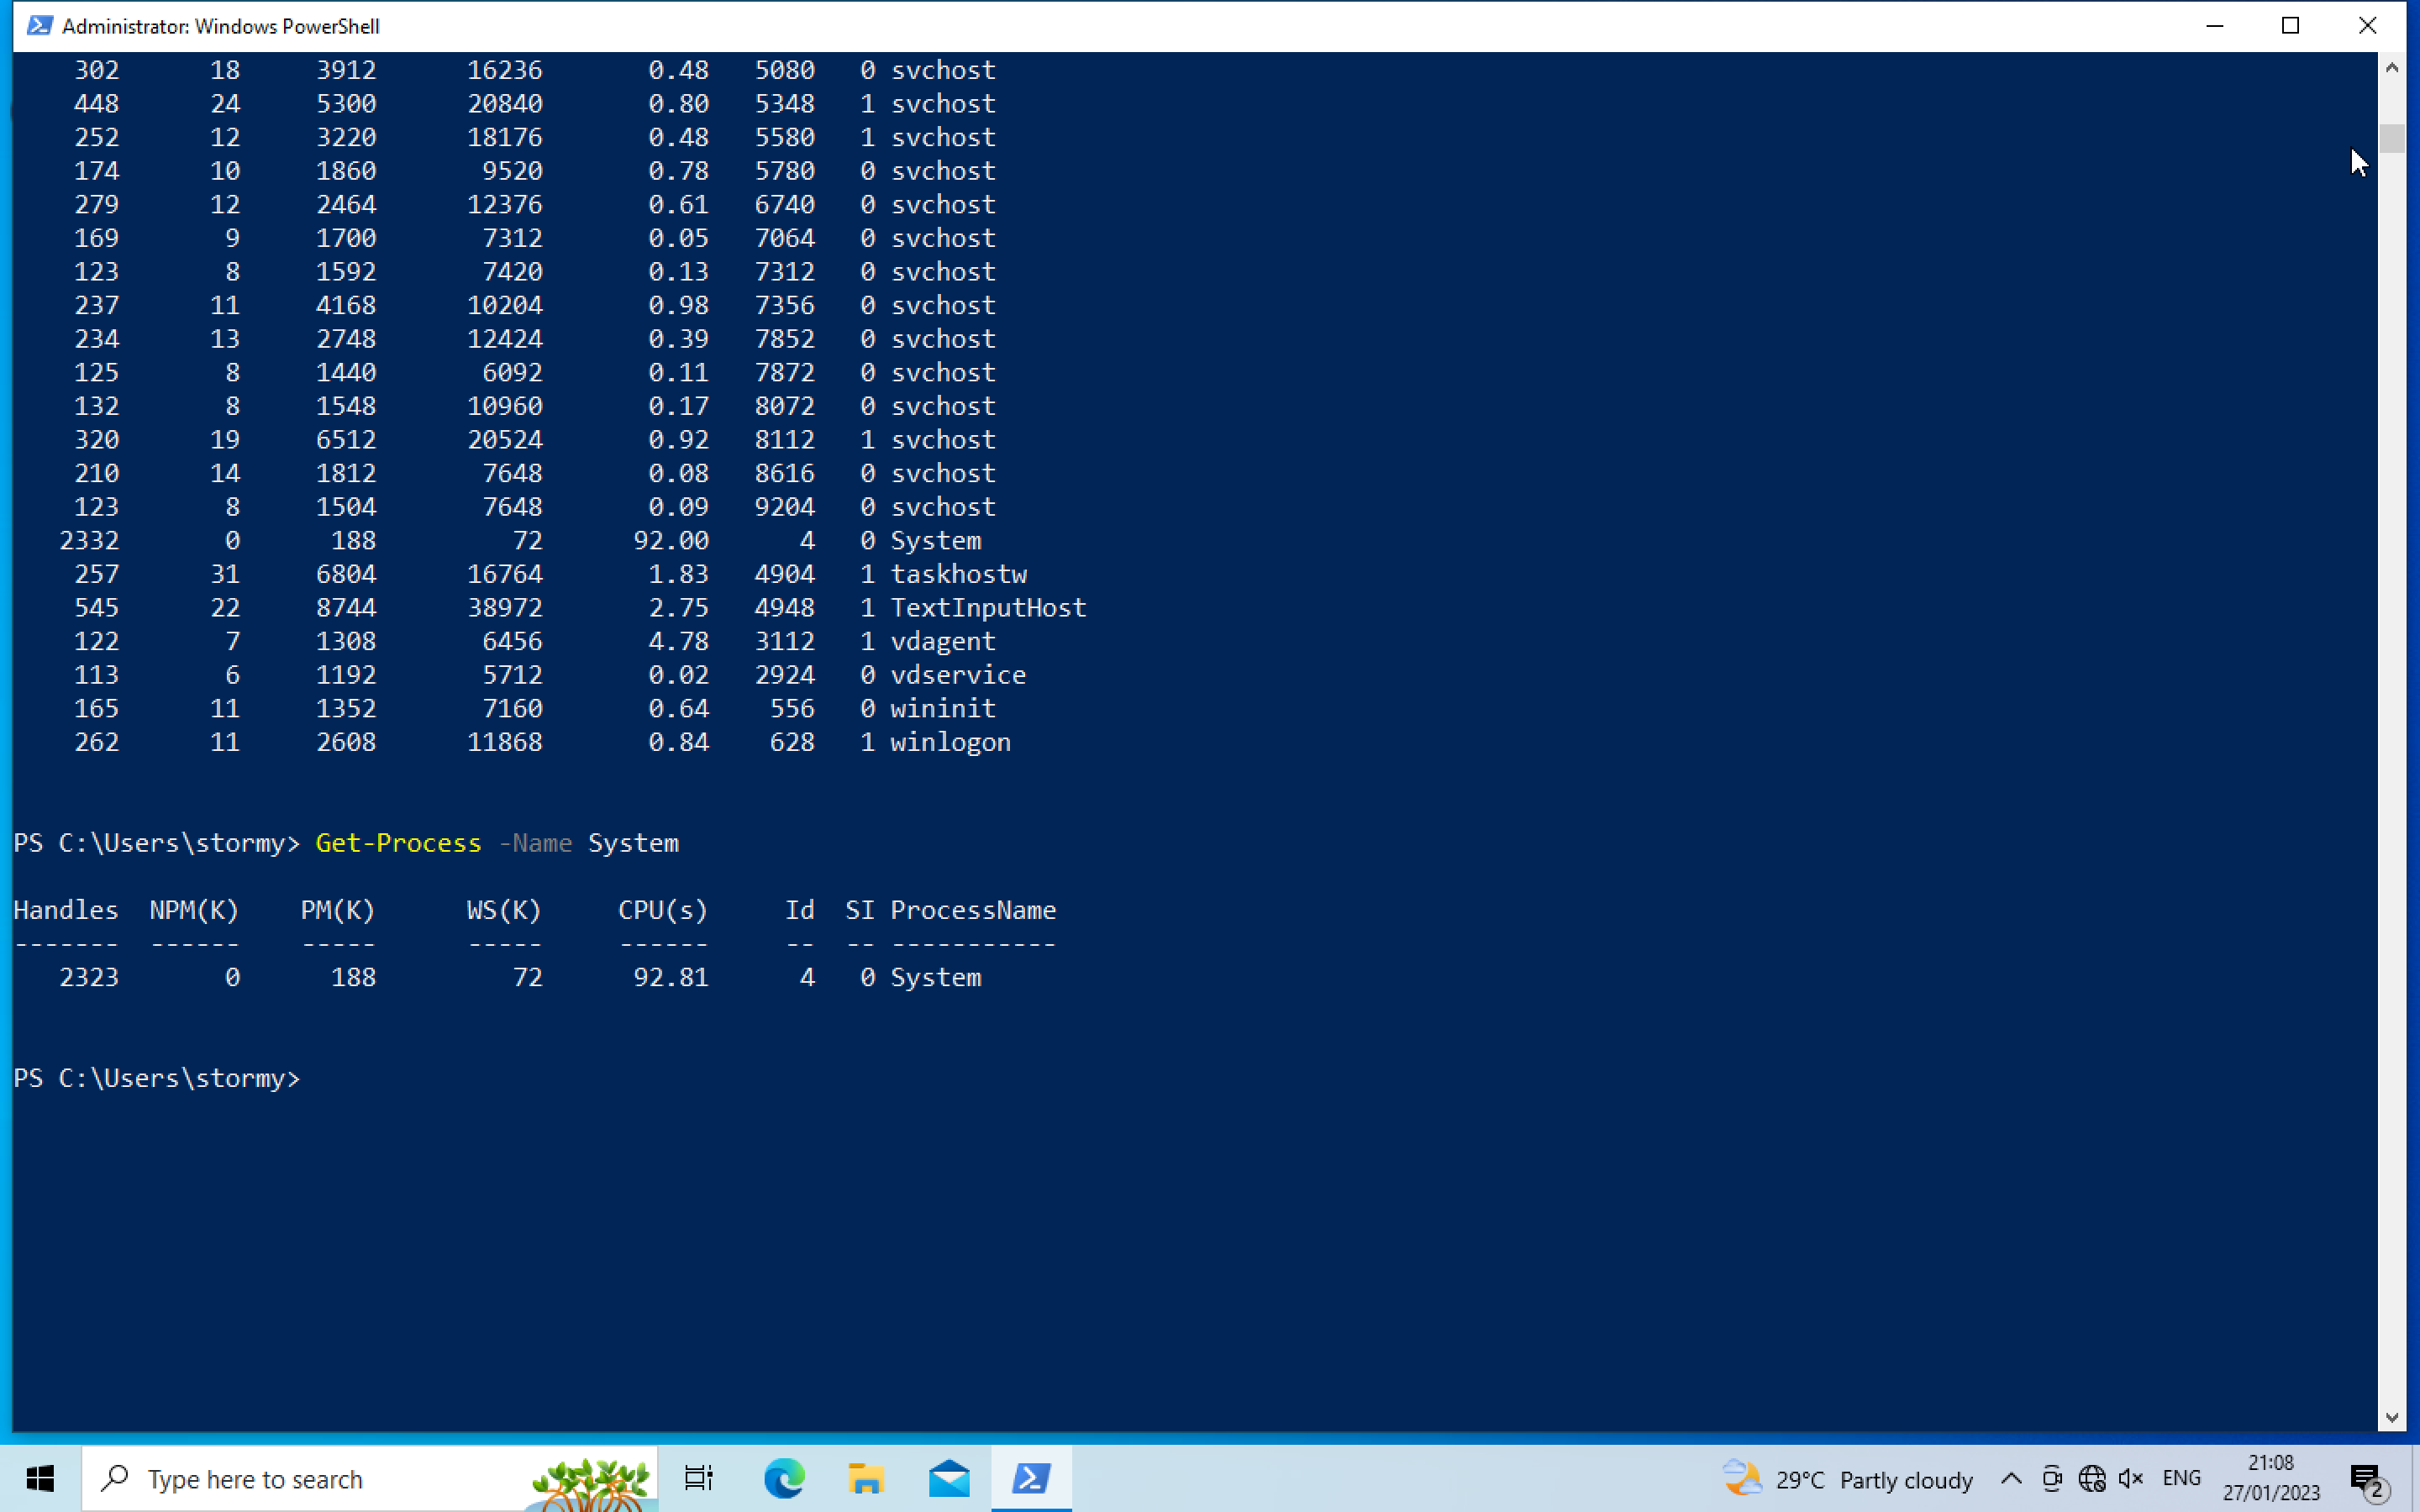 Administrator: Windows PowerShell
302 18 3912 16236 0.48 5080 0 svchost
448 24 5300 20840 0.80 5348 1 svchost
252 12 3220 18176 0.48 5580 1 svchost
174 10 1860 9520 0.78 5780 0 svchost
279 12 2464 12376 0.61 6740 0 svchost
169 9 1700 7312 0.05 7064 0 svchost
123 8 1592 7420 0.13 7312 0 svchost
237 11 4168 10204 0.98 7356 0 svchost
234 13 2748 12424 0.39 7852 0 svchost
125 8 1440 6092 0.11 7872 0 svchost
132 8 1548 10960 0.17 8072 0 svchost
320 19 6512 20524 0.92 8112 1 svchost
210 14 1812 7648 0.08 8616 0 svchost
123 8 1504 7648 0.09 9204 0 svchost
2332 0 188 72 92.00 4 0 System
257 31 6804 16764 1.83 4904 1 taskhostw
545 22 8744 38972 2.75 4948 1 TextInputHost
122 7 1308 6456 4.78 3112 1 vdagent
113 6 1192 5712 0.02 2924 0 vdservice
165 11 1352 7160 0.64 556 0 wininit
262 11 2608 11868 0.84 628 1 winlogon
PS C:\Users\stormy> Get-Process -Name System
Handles NPM(K) PM(K) WS(K) CPU(s) Id SI ProcessName
------- ------ ----- ----- ------ -- -- -----------
2323 0 188 72 92.81 4 0 System
PS C:\Users\stormy>
Type here to search
29°C Partly cloudy
ENG
21:08
27/01/2023
2